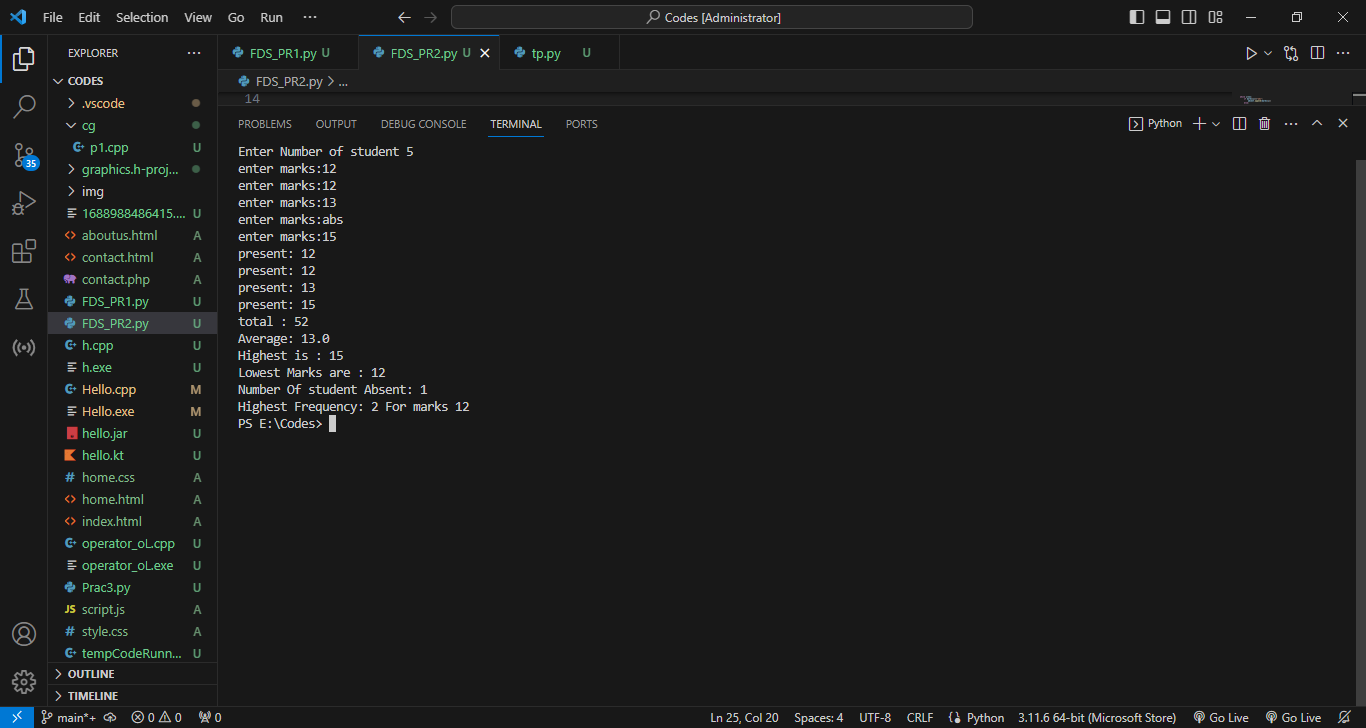 File Edit Selection View Go Run ···
Codes [Administrator]
EXPLORER ···
FDS_PR1.py U
FDS_PR2.py U
tp.py U
CODES
FDS_PR2.py > ...
14
.vscode
cg
p1.cpp U
graphics.h-proj...
img
1688988486415.... U
aboutus.html A
contact.html A
contact.php A
FDS_PR1.py U
FDS_PR2.py U
h.cpp U
h.exe U
Hello.cpp M
Hello.exe M
hello.jar U
hello.kt U
home.css A
home.html A
index.html A
operator_oL.cpp U
operator_oL.exe U
Prac3.py U
script.js A
style.css A
tempCodeRunn... U
OUTLINE
TIMELINE
35
PROBLEMS OUTPUT DEBUG CONSOLE TERMINAL PORTS
Python
Enter Number of student 5
enter marks:12
enter marks:12
enter marks:13
enter marks:abs
enter marks:15
present: 12
present: 12
present: 13
present: 15
total : 52
Average: 13.0
Highest is : 15
Lowest Marks are : 12
Number Of student Absent: 1
Highest Frequency: 2 For marks 12
PS E:\Codes>
main*+ 0 0 0 Ln 25, Col 20 Spaces: 4 UTF-8 CRLF Python 3.11.6 64-bit (Microsoft Store) Go Live Go Live